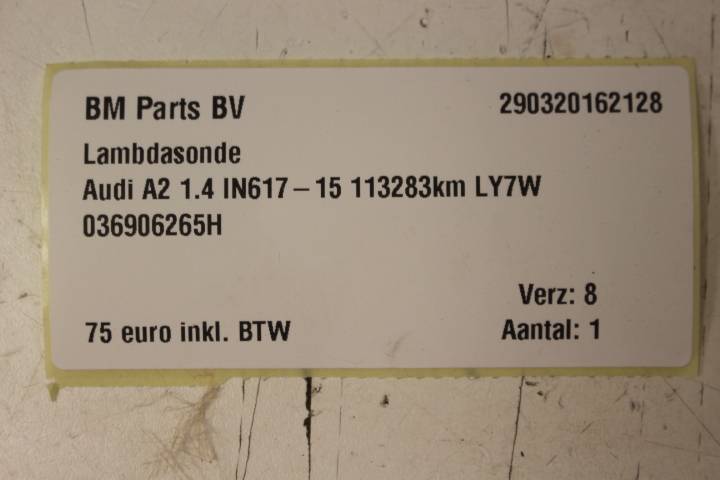 BM Parts BV 290320162128
Lambdasonde
Audi A2 1.4 IN617 – 15 113283km LY7W
036906265H
Verz: 8
75 euro inkl. BTW Aantal: 1